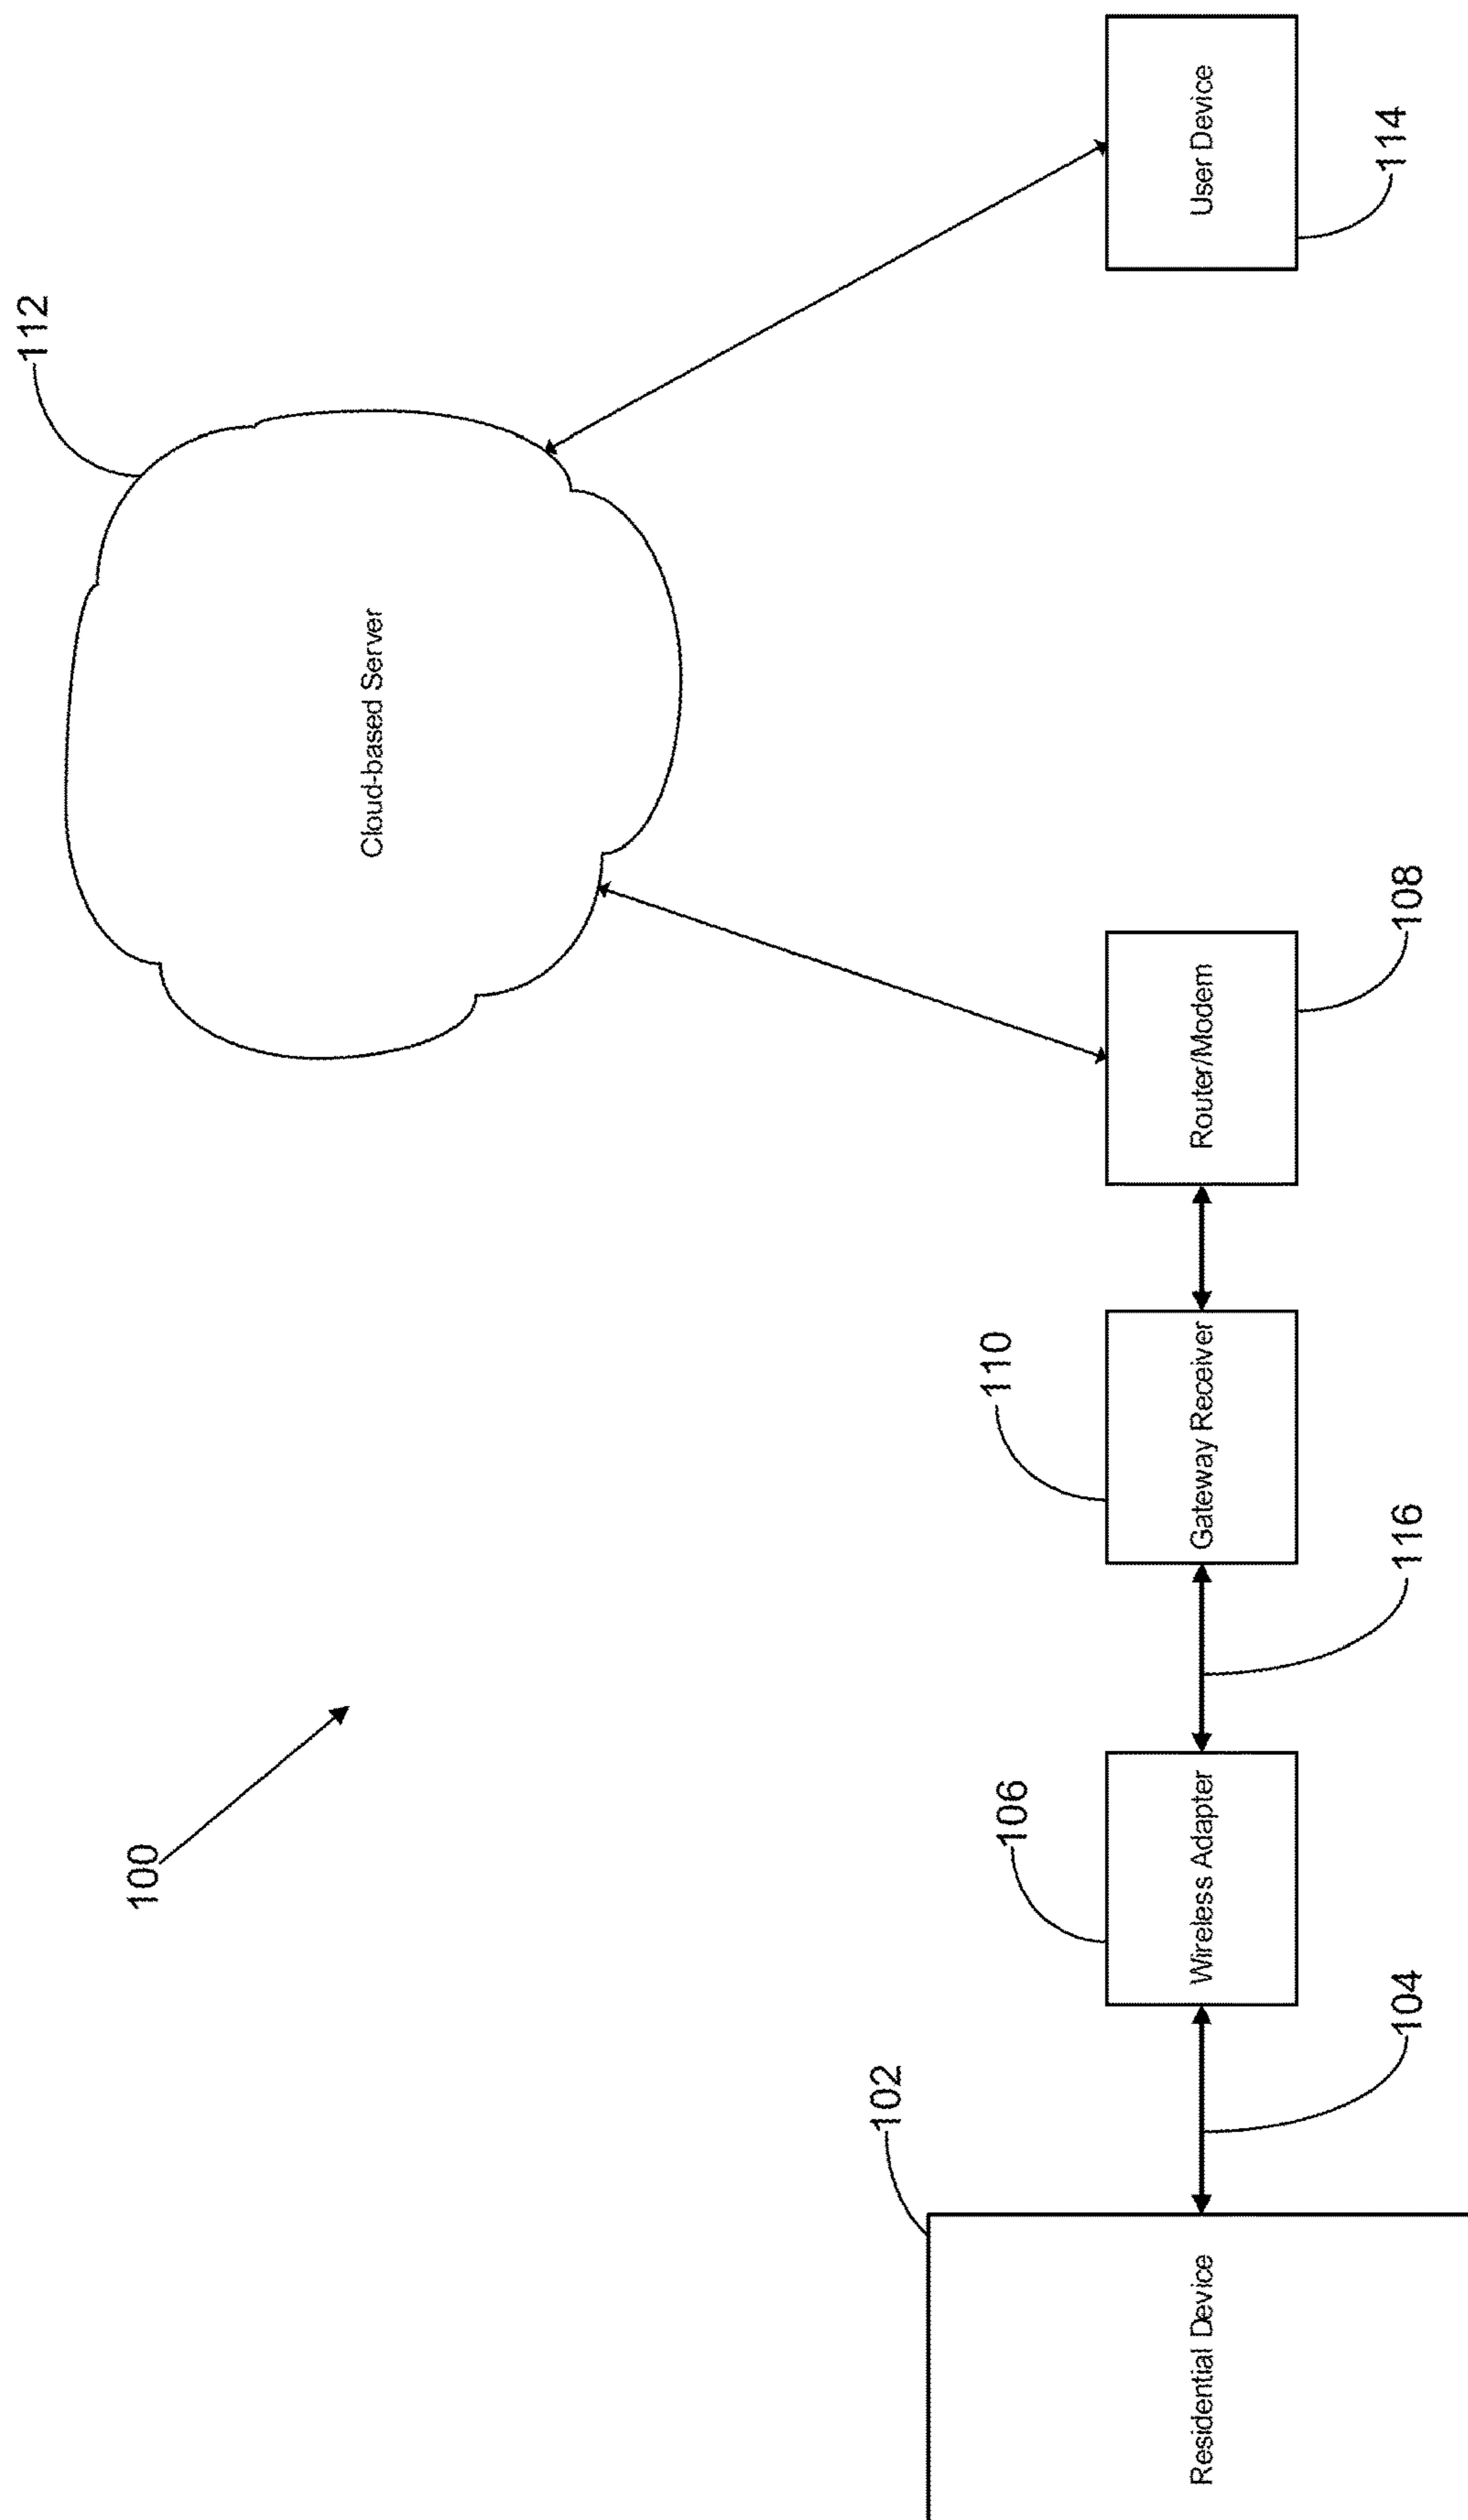 112
Cloud-based Server
100
User Device
114
Router/Modem
108
110
Gateway Receiver
116
106
Wireless Adapter
104
102
Residential Device